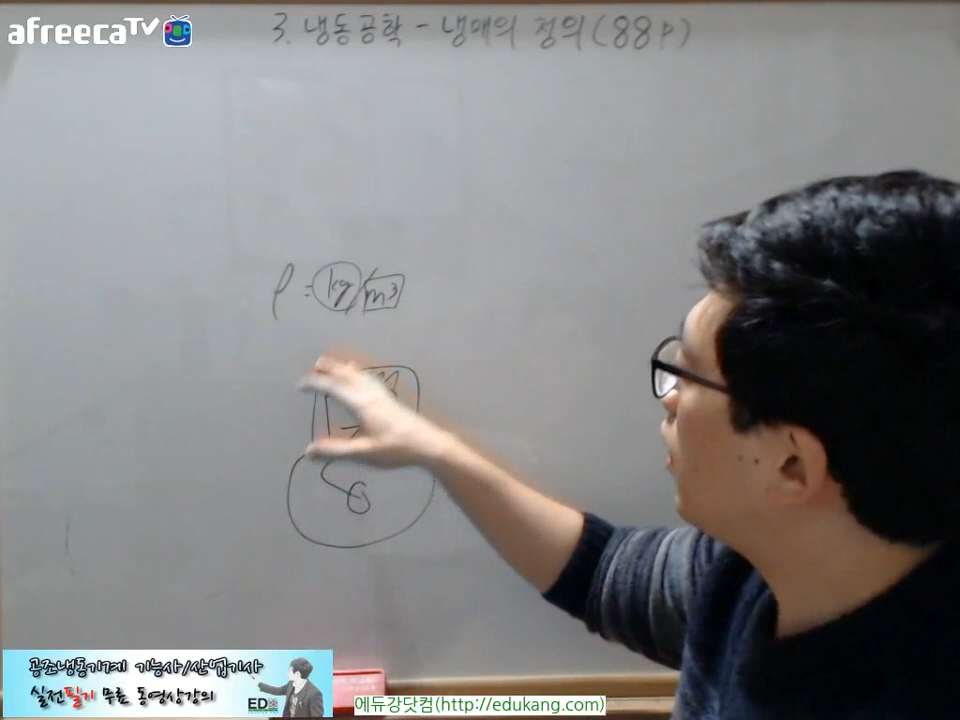 afreecaTV
3. 냉동공학 - 냉매의 정의(88p)
ρ = kg/m³
공조냉동기계 기능사/산업기사
실전필기 무료 동영상강의
에듀강닷컴(http://edukang.com)